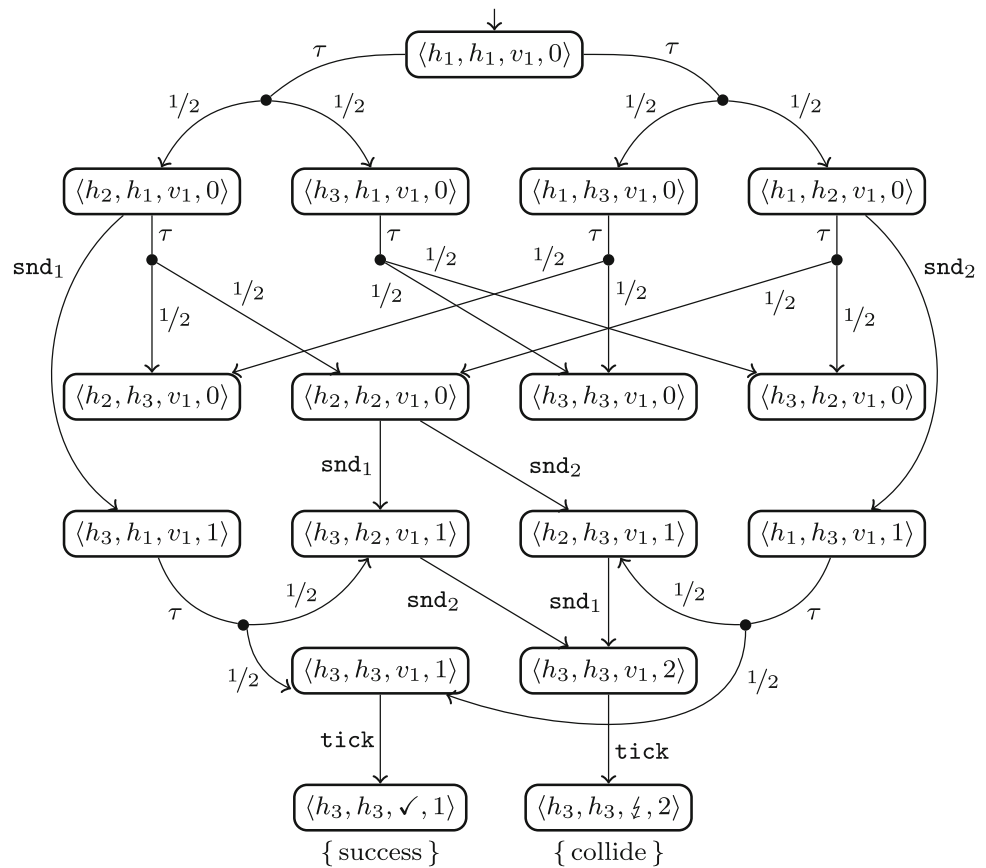 ⟨h₁, h₁, v₁, 0⟩
τ τ
1/2 1/2 1/2 1/2
⟨h₂, h₁, v₁, 0⟩ ⟨h₃, h₁, v₁, 0⟩ ⟨h₁, h₃, v₁, 0⟩ ⟨h₁, h₂, v₁, 0⟩
τ τ τ τ
snd₁ 1/2 1/2 snd₂
1/2 1/2 1/2 1/2
1/2 1/2
⟨h₂, h₃, v₁, 0⟩ ⟨h₂, h₂, v₁, 0⟩ ⟨h₃, h₃, v₁, 0⟩ ⟨h₃, h₂, v₁, 0⟩
snd₁ snd₂
⟨h₃, h₁, v₁, 1⟩ ⟨h₃, h₂, v₁, 1⟩ ⟨h₂, h₃, v₁, 1⟩ ⟨h₁, h₃, v₁, 1⟩
τ 1/2 snd₂ snd₁ 1/2 τ
1/2 ⟨h₃, h₃, v₁, 1⟩ ⟨h₃, h₃, v₁, 2⟩ 1/2
tick tick
⟨h₃, h₃, ✓, 1⟩ ⟨h₃, h₃, ↯, 2⟩
{ success } { collide }